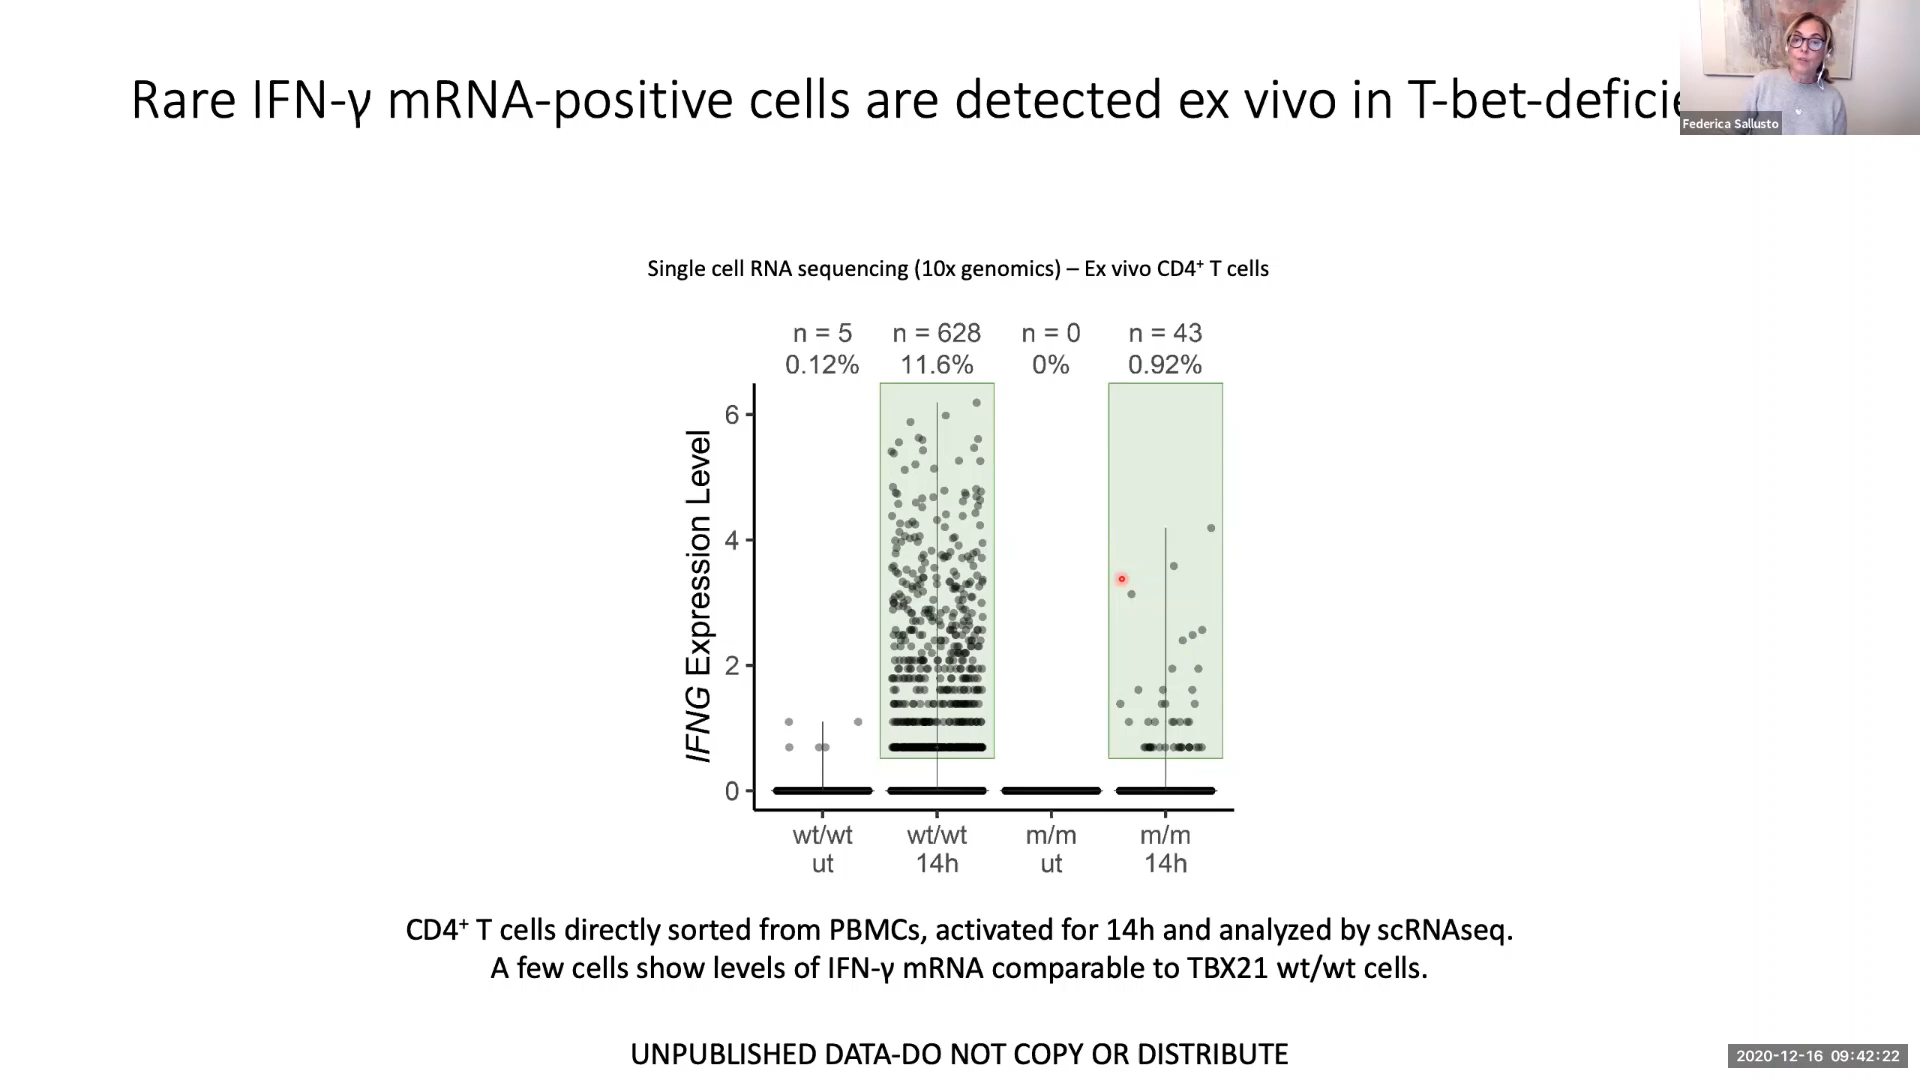 Rare IFN-γ mRNA-positive cells are detected ex vivo in T-bet-deficie
Federica Sallusto
Single cell RNA sequencing (10x genomics) – Ex vivo CD4⁺ T cells
n = 5 n = 628 n = 0 n = 43
0.12% 11.6% 0% 0.92%
IFNG Expression Level
6
4
2
0
wt/wt wt/wt m/m m/m
ut 14h ut 14h
CD4⁺ T cells directly sorted from PBMCs, activated for 14h and analyzed by scRNAseq.
A few cells show levels of IFN-γ mRNA comparable to TBX21 wt/wt cells.
UNPUBLISHED DATA-DO NOT COPY OR DISTRIBUTE
2020-12-16 09:42:22